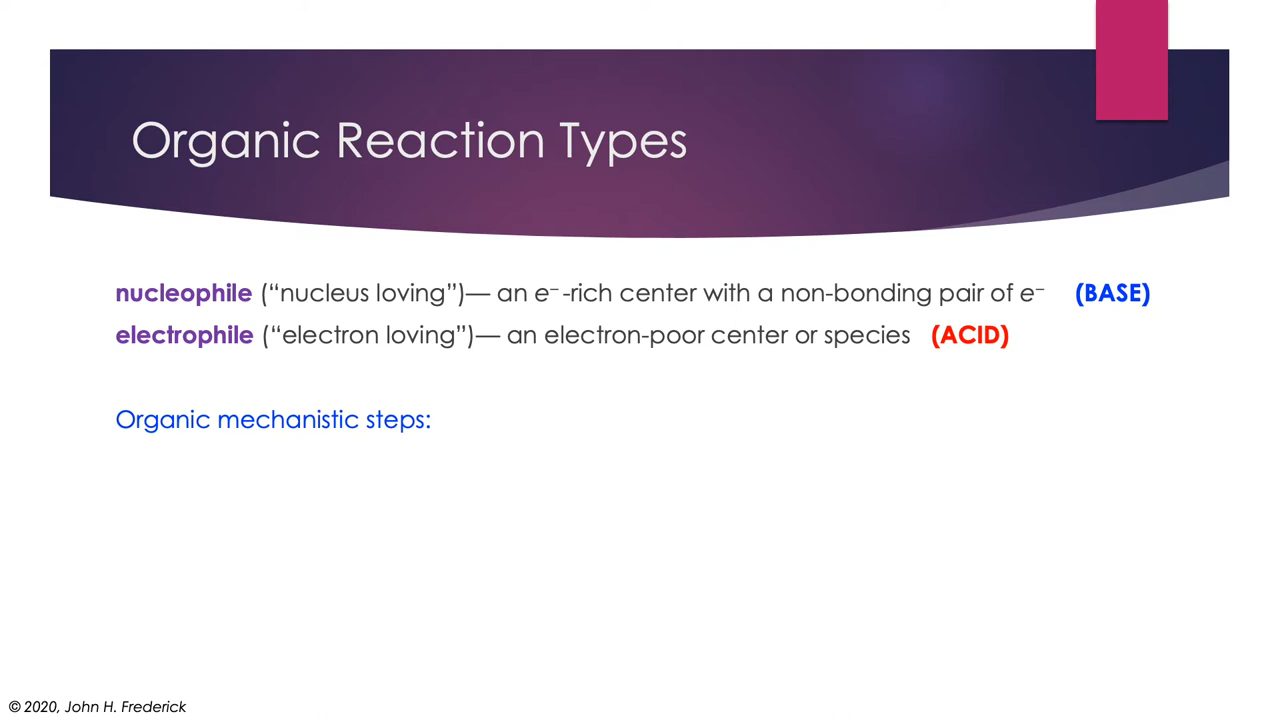 Organic Reaction Types
nucleophile (“nucleus loving”)— an e⁻ -rich center with a non-bonding pair of e⁻ (BASE)
electrophile (“electron loving”)— an electron-poor center or species (ACID)
Organic mechanistic steps:
© 2020, John H. Frederick